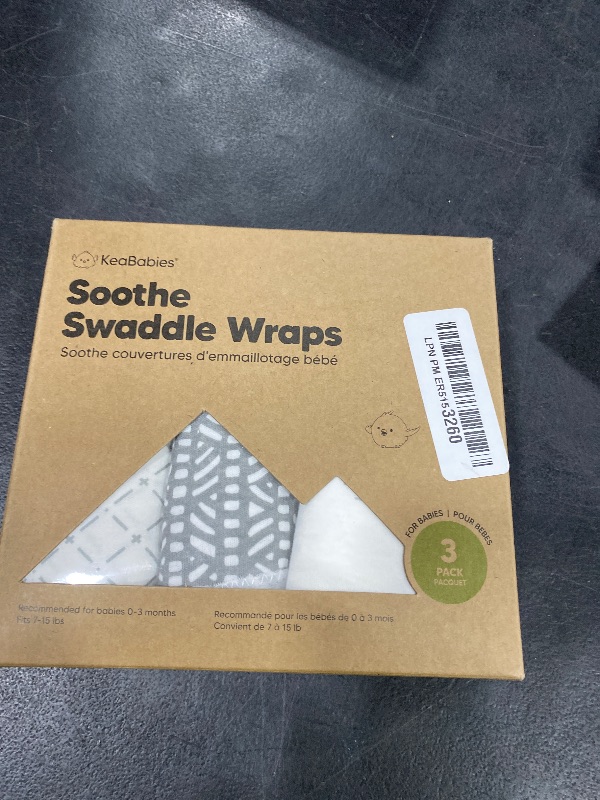 KeaBabies™
Soothe
Swaddle Wraps
Soothe couvertures d'emmaillotage bébé
LPN PM ER5153260
FOR BABIES | POUR BÉBÉS
3
PACK
PACQUET
Recommended for babies 0-3 months
Fits 7-15 lbs
Recommandé pour les bébés de 0 à 3 mois
Convient de 7 à 15 lb